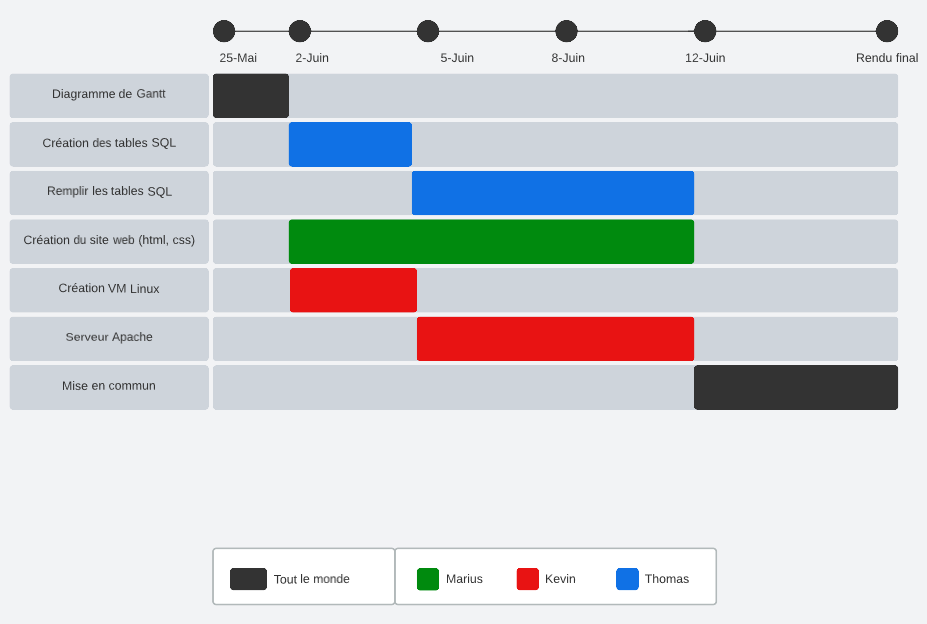 25-Mai
2-Juin
5-Juin
8-Juin
12-Juin
Rendu final
Diagramme de Gantt
Création des tables SQL
Remplir les tables SQL
Création du site web (html, css)
Création VM Linux
Serveur Apache
Mise en commun
Tout le monde
Marius
Kevin
Thomas